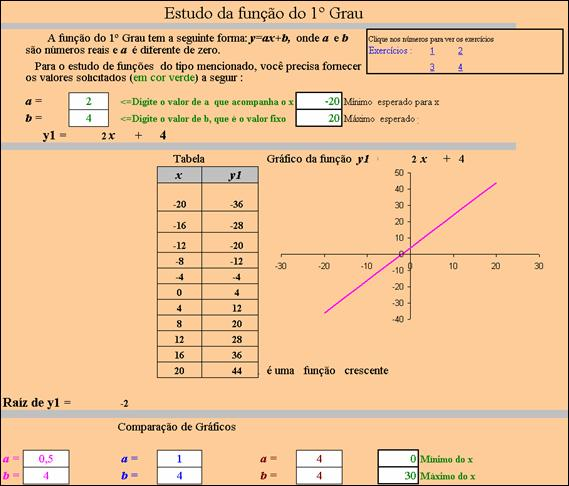 Estudo da função do 1° Grau
A função do 1° Grau tem a seguinte forma: y=ax+b, onde a e b
são números reais e a é diferente de zero.
Clique nos números para ver os exercícios
Exercícios : 1 2
3 4
Para o estudo de funções do tipo mencionado, você precisa fornecer
os valores solicitados (em cor verde) a seguir :
a = 2 <=Digite o valor de a que acompanha o x -20 Mínimo esperado para x
b = 4 <=Digite o valor de b, que é o valor fixo 20 Máximo esperado :
y1 = 2x + 4
Tabela
x y1
-20 -36
-16 -28
-12 -20
-8 -12
-4 -4
0 4
4 12
8 20
12 28
16 36
20 44
Gráfico da função y1 : 2 x + 4
50
40
30
20
10
0
-10
-20
-30
-40
-30 -20 -10 0 10 20 30
é uma função crescente
Raíz de y1 = -2
Comparação de Gráficos
a = 0,5 a = 1 a = 4 0 Mínimo do x
b = 4 b = 4 b = 4 30 Máximo do x